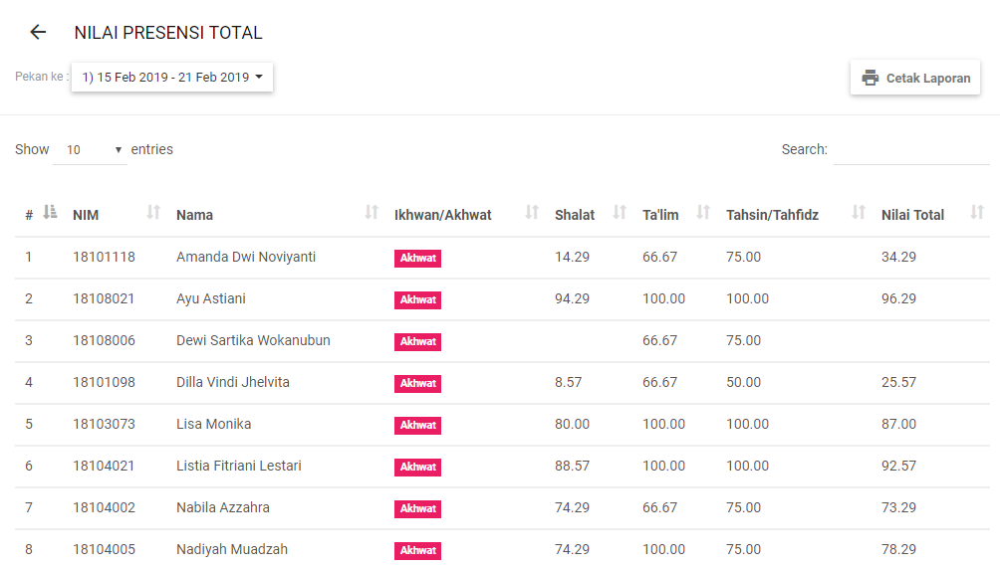 NILAI PRESENSI TOTAL
Pekan ke : 1) 15 Feb 2019 - 21 Feb 2019
Cetak Laporan
Show 10 entries
Search:
# NIM Nama Ikhwan/Akhwat Shalat Ta'lim Tahsin/Tahfidz Nilai Total
1 18101118 Amanda Dwi Noviyanti Akhwat 14.29 66.67 75.00 34.29
2 18108021 Ayu Astiani Akhwat 94.29 100.00 100.00 96.29
3 18108006 Dewi Sartika Wokanubun Akhwat 66.67 75.00
4 18101098 Dilla Vindi Jhelvita Akhwat 8.57 66.67 50.00 25.57
5 18103073 Lisa Monika Akhwat 80.00 100.00 100.00 87.00
6 18104021 Listia Fitriani Lestari Akhwat 88.57 100.00 100.00 92.57
7 18104002 Nabila Azzahra Akhwat 74.29 66.67 75.00 73.29
8 18104005 Nadiyah Muadzah Akhwat 74.29 100.00 75.00 78.29